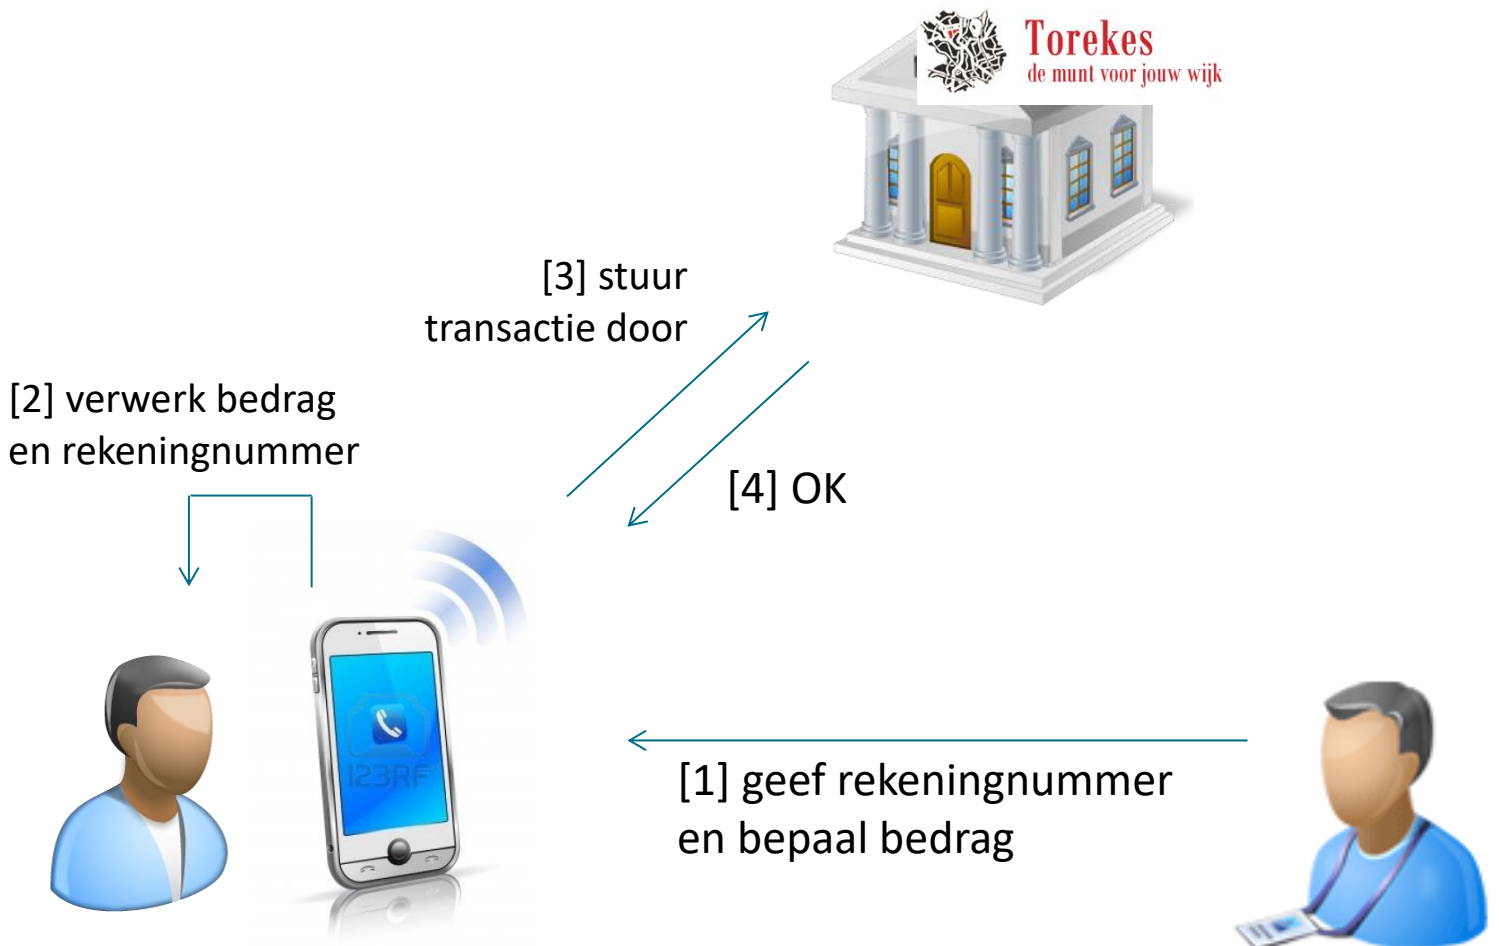 Torekes
de munt voor jouw wijk
[3] stuur
transactie door
[2] verwerk bedrag
en rekeningnummer
[4] OK
123RF
[1] geef rekeningnummer
en bepaal bedrag